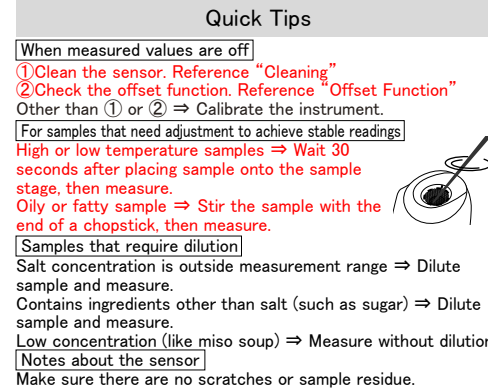 Quick Tips
When measured values are off
①Clean the sensor. Reference “Cleaning”
②Check the offset function. Reference “Offset Function”
Other than ① or ② ⇒ Calibrate the instrument.
For samples that need adjustment to achieve stable readings
High or low temperature samples ⇒ Wait 30
seconds after placing sample onto the sample
stage, then measure.
Oily or fatty sample ⇒ Stir the sample with the
end of a chopstick, then measure.
Samples that require dilution
Salt concentration is outside measurement range ⇒ Dilute
sample and measure.
Contains ingredients other than salt (such as sugar) ⇒ Dilute
sample and measure.
Low concentration (like miso soup) ⇒ Measure without dilution
Notes about the sensor
Make sure there are no scratches or sample residue.